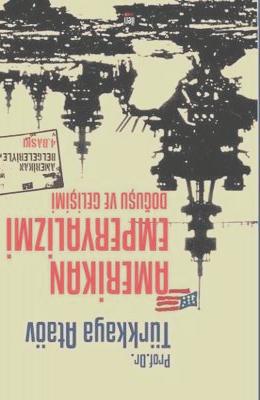 Prof.Dr.
Türkkaya Ataöv
AMERİKAN
EMPERYALİZMİ
DOĞUŞU VE GELİŞİMİ
AMERİKAN
BELGELERİYLE
4.BASKI
ileri